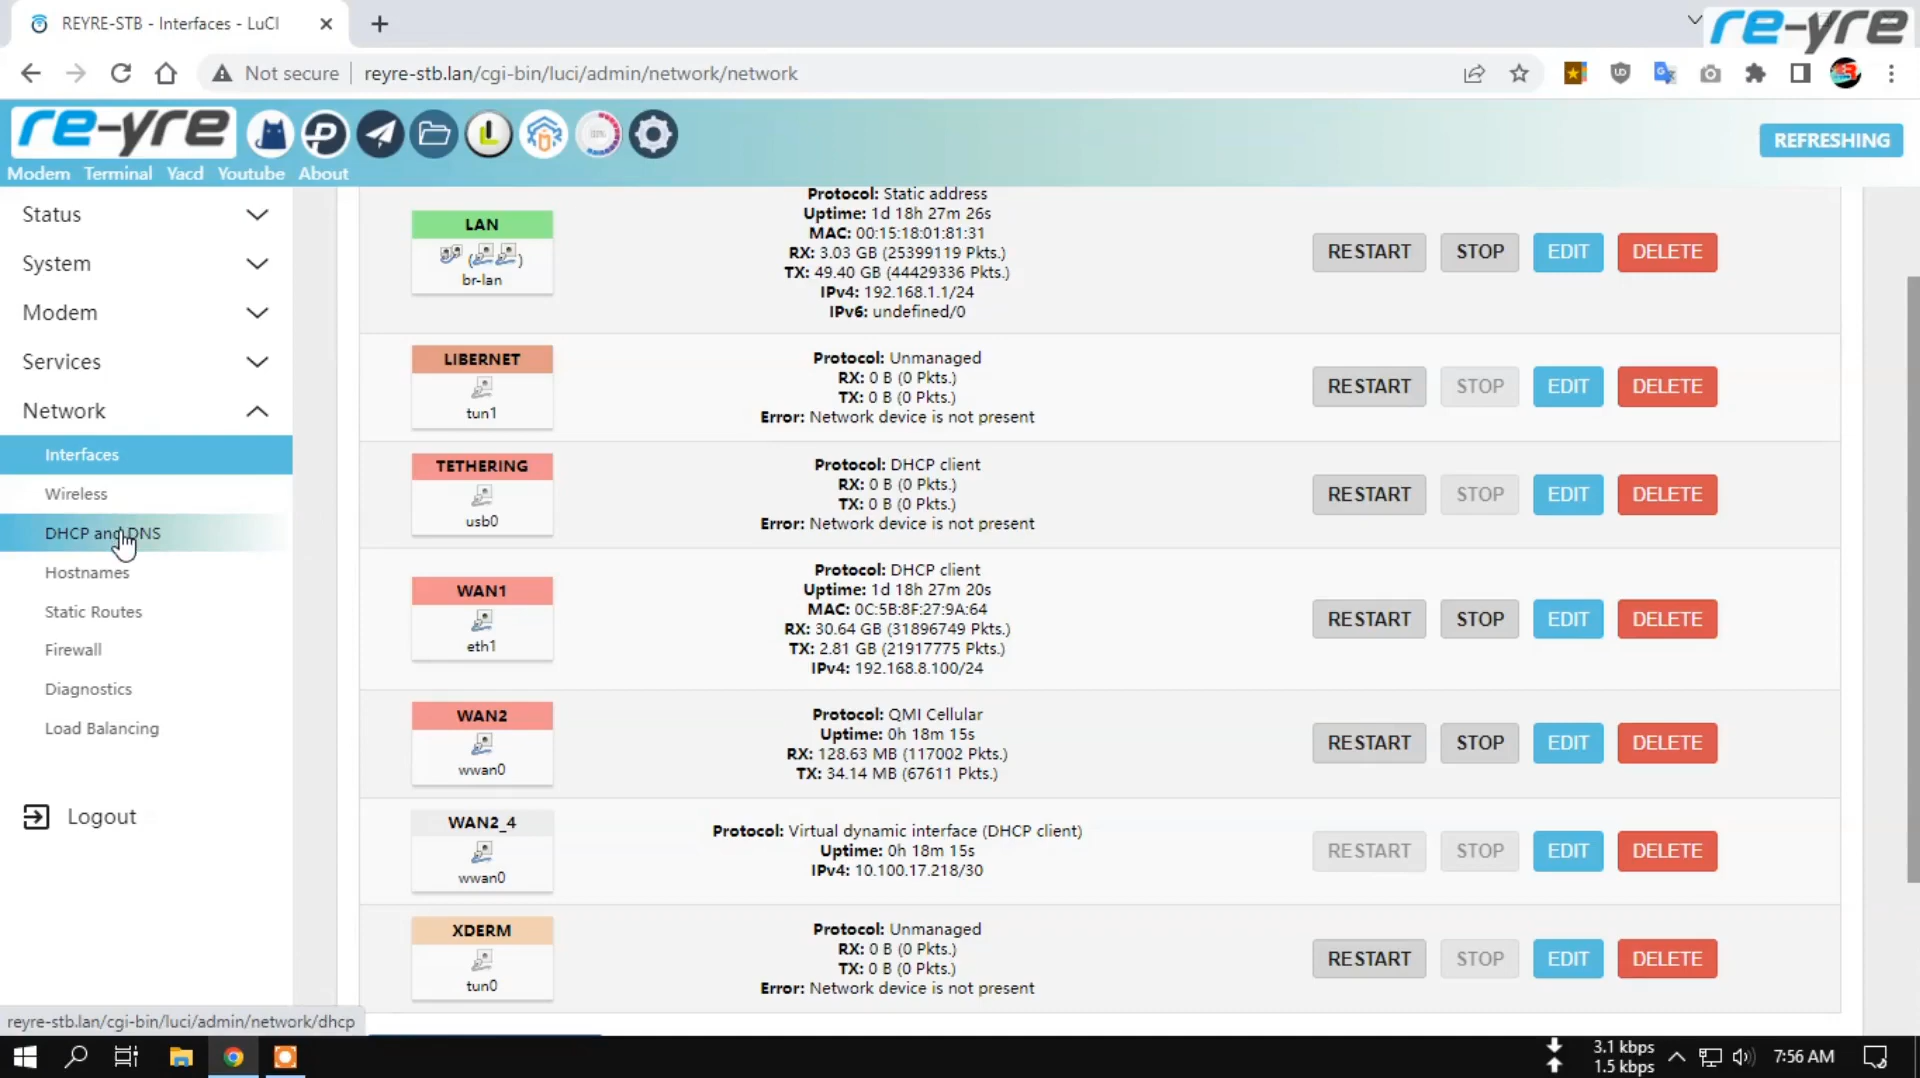 REYRE-STB - Interfaces - LuCI
re-yre
Not secure
reyre-stb.lan/cgi-bin/luci/admin/network/network
re-yre
REFRESHING
Modem Terminal Yacd Youtube About
Status
System
Modem
Services
Network
Interfaces
Wireless
DHCP and DNS
Hostnames
Static Routes
Firewall
Diagnostics
Load Balancing
Logout
LAN
br-lan
Protocol: Static address
Uptime: 1d 18h 27m 26s
MAC: 00:15:18:01:81:31
RX: 3.03 GB (25399119 Pkts.)
TX: 49.40 GB (44429336 Pkts.)
IPv4: 192.168.1.1/24
IPv6: undefined/0
RESTART STOP EDIT DELETE
LIBERNET
tun1
Protocol: Unmanaged
RX: 0 B (0 Pkts.)
TX: 0 B (0 Pkts.)
Error: Network device is not present
RESTART STOP EDIT DELETE
TETHERING
usb0
Protocol: DHCP client
RX: 0 B (0 Pkts.)
TX: 0 B (0 Pkts.)
Error: Network device is not present
RESTART STOP EDIT DELETE
WAN1
eth1
Protocol: DHCP client
Uptime: 1d 18h 27m 20s
MAC: 0C:5B:8F:27:9A:64
RX: 30.64 GB (31896749 Pkts.)
TX: 2.81 GB (21917775 Pkts.)
IPv4: 192.168.8.100/24
RESTART STOP EDIT DELETE
WAN2
wwan0
Protocol: QMI Cellular
Uptime: 0h 18m 15s
RX: 128.63 MB (117002 Pkts.)
TX: 34.14 MB (67611 Pkts.)
RESTART STOP EDIT DELETE
WAN2_4
wwan0
Protocol: Virtual dynamic interface (DHCP client)
Uptime: 0h 18m 15s
IPv4: 10.100.17.218/30
RESTART STOP EDIT DELETE
XDERM
tun0
Protocol: Unmanaged
RX: 0 B (0 Pkts.)
TX: 0 B (0 Pkts.)
Error: Network device is not present
RESTART STOP EDIT DELETE
reyre-stb.lan/cgi-bin/luci/admin/network/dhcp
3.1 kbps
1.5 kbps
7:56 AM